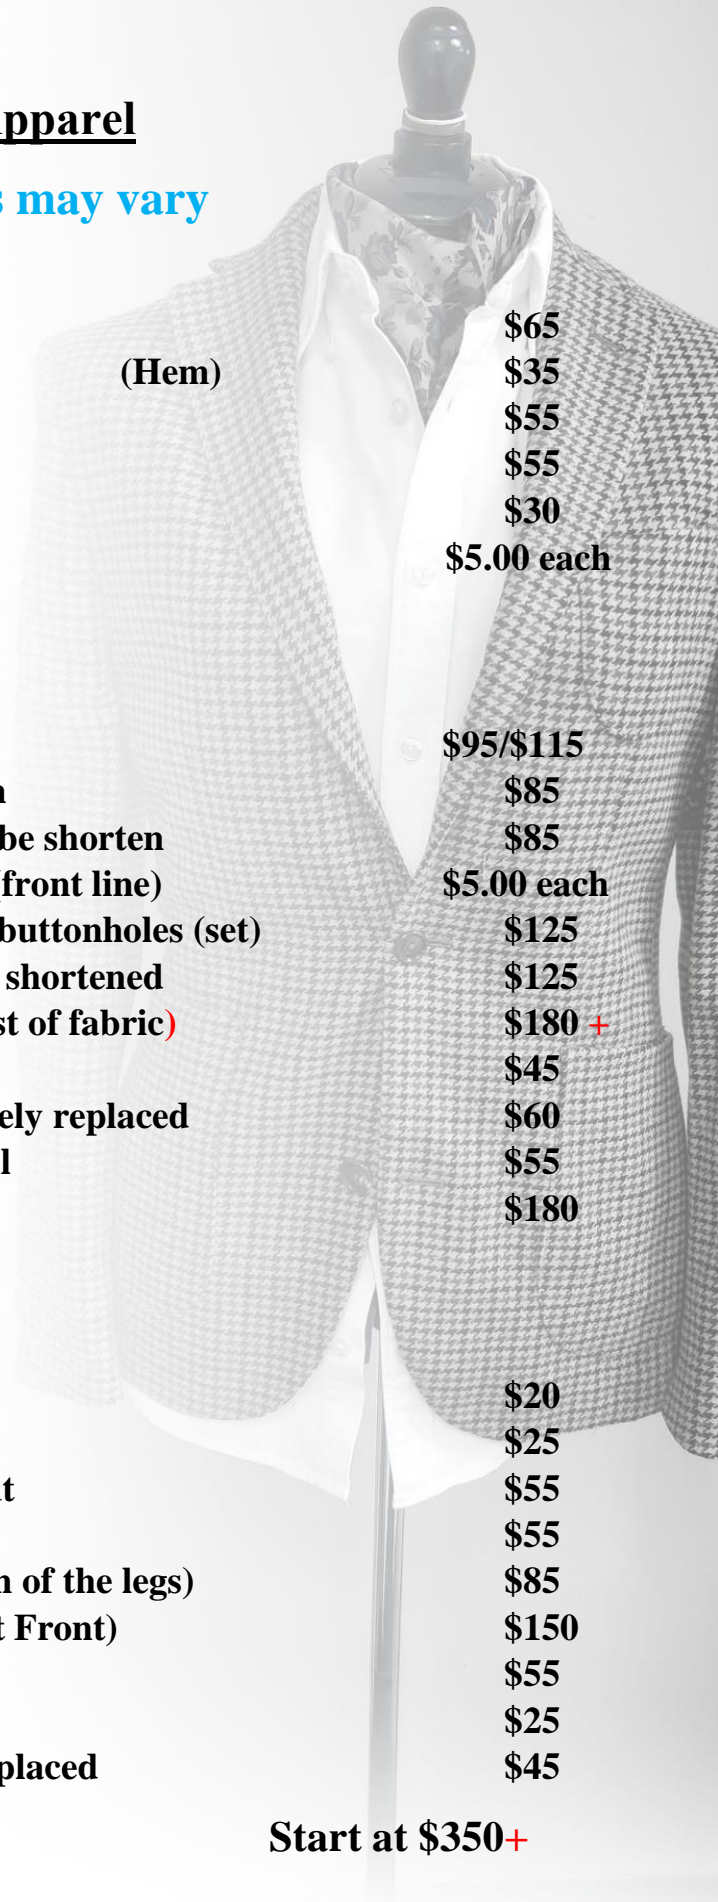 pparel
s may vary
$65
(Hem) $35
$55
$55
$30
$5.00 each
$95/$115
n $85
be shorten $85
front line) $5.00 each
buttonholes (set) $125
shortened $125
st of fabric) $180 +
$45
ely replaced $60
l $55
$180
$20
$25
t $55
$55
n of the legs) $85
t Front) $150
$55
$25
placed $45
Start at $350+